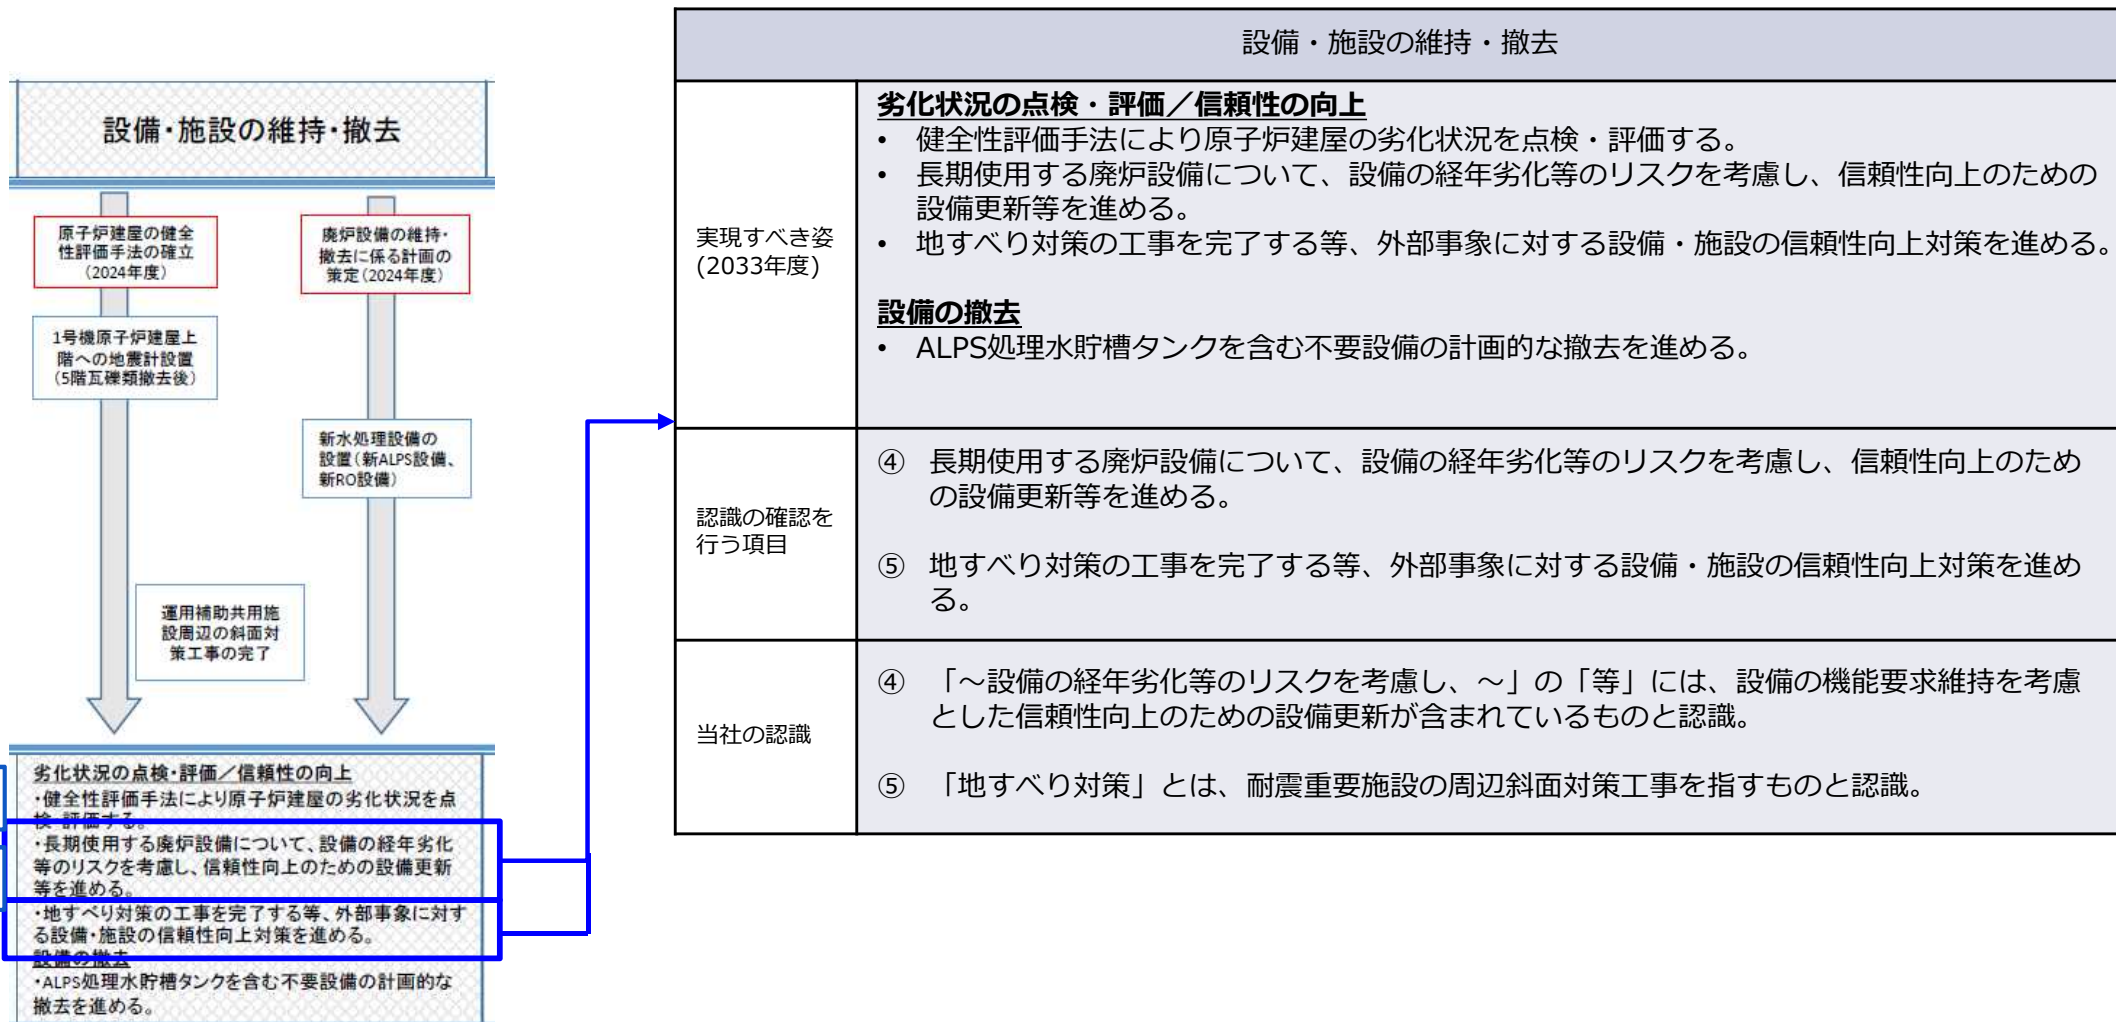 設備・施設の維持・撤去
原子炉建屋の健全
性評価手法の確立
(2024年度)
廃炉設備の維持・
撤去に係る計画の
策定(2024年度)
1号機原子炉建屋上
階への地震計設置
(5階瓦礫類撤去後)
新水処理設備の
設置(新ALPS設備、
新RO設備)
運用補助共用施
設周辺の斜面対
策工事の完了
劣化状況の点検・評価／信頼性の向上
・健全性評価手法により原子炉建屋の劣化状況を点
検・評価する。
・長期使用する廃炉設備について、設備の経年劣化
等のリスクを考慮し、信頼性向上のための設備更新
等を進める。
・地すべり対策の工事を完了する等、外部事象に対す
る設備・施設の信頼性向上対策を進める。
設備の撤去
・ALPS処理水貯槽タンクを含む不要設備の計画的な
撤去を進める。
設備・施設の維持・撤去
実現すべき姿
(2033年度)
劣化状況の点検・評価／信頼性の向上
• 健全性評価手法により原子炉建屋の劣化状況を点検・評価する。
• 長期使用する廃炉設備について、設備の経年劣化等のリスクを考慮し、信頼性向上のための
設備更新等を進める。
• 地すべり対策の工事を完了する等、外部事象に対する設備・施設の信頼性向上対策を進める。
設備の撤去
• ALPS処理水貯槽タンクを含む不要設備の計画的な撤去を進める。
認識の確認を
行う項目
④ 長期使用する廃炉設備について、設備の経年劣化等のリスクを考慮し、信頼性向上のため
の設備更新等を進める。
⑤ 地すべり対策の工事を完了する等、外部事象に対する設備・施設の信頼性向上対策を進め
る。
当社の認識
④ 「～設備の経年劣化等のリスクを考慮し、～」の「等」には、設備の機能要求維持を考慮
とした信頼性向上のための設備更新が含まれているものと認識。
⑤ 「地すべり対策」とは、耐震重要施設の周辺斜面対策工事を指すものと認識。